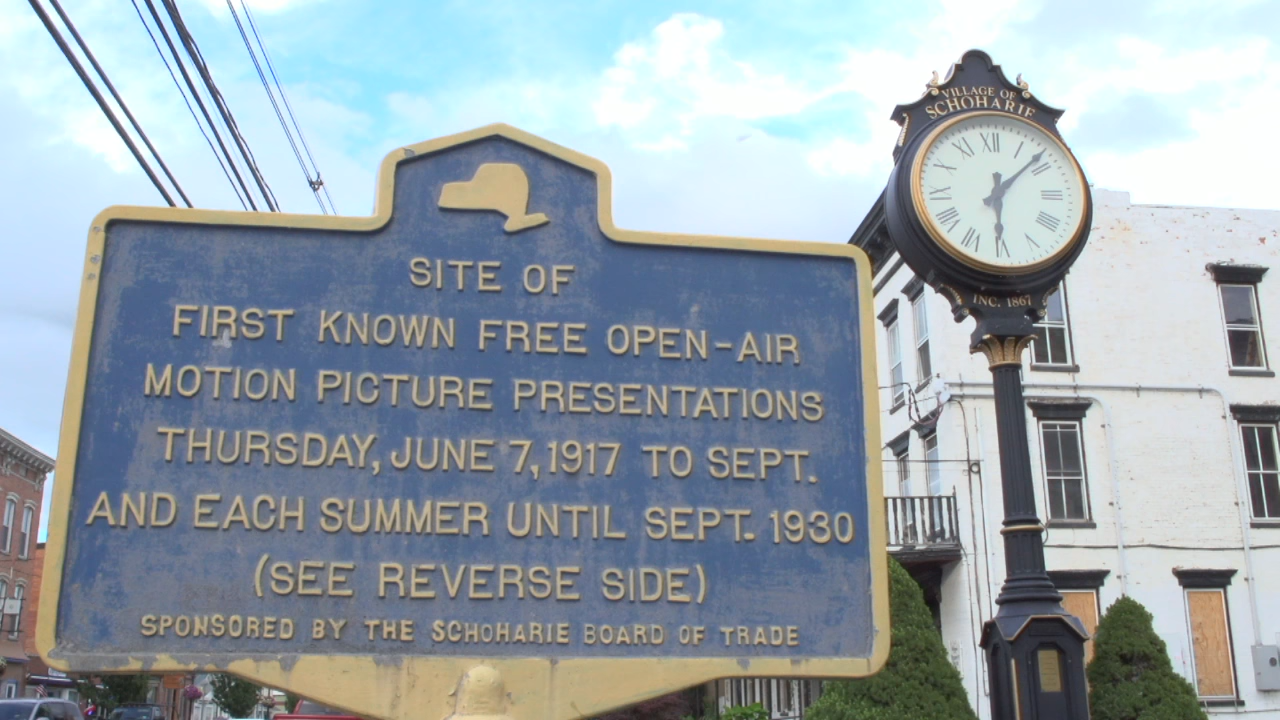 SITE OF
FIRST KNOWN FREE OPEN-AIR
MOTION PICTURE PRESENTATIONS
THURSDAY, JUNE 7, 1917 TO SEPT.
AND EACH SUMMER UNTIL SEPT. 1930
(SEE REVERSE SIDE)
SPONSORED BY THE SCHOHARIE BOARD OF TRADE
VILLAGE OF
SCHOHARIE
XII I II III IIII V VI VII VIII IX X XI
INC. 1867